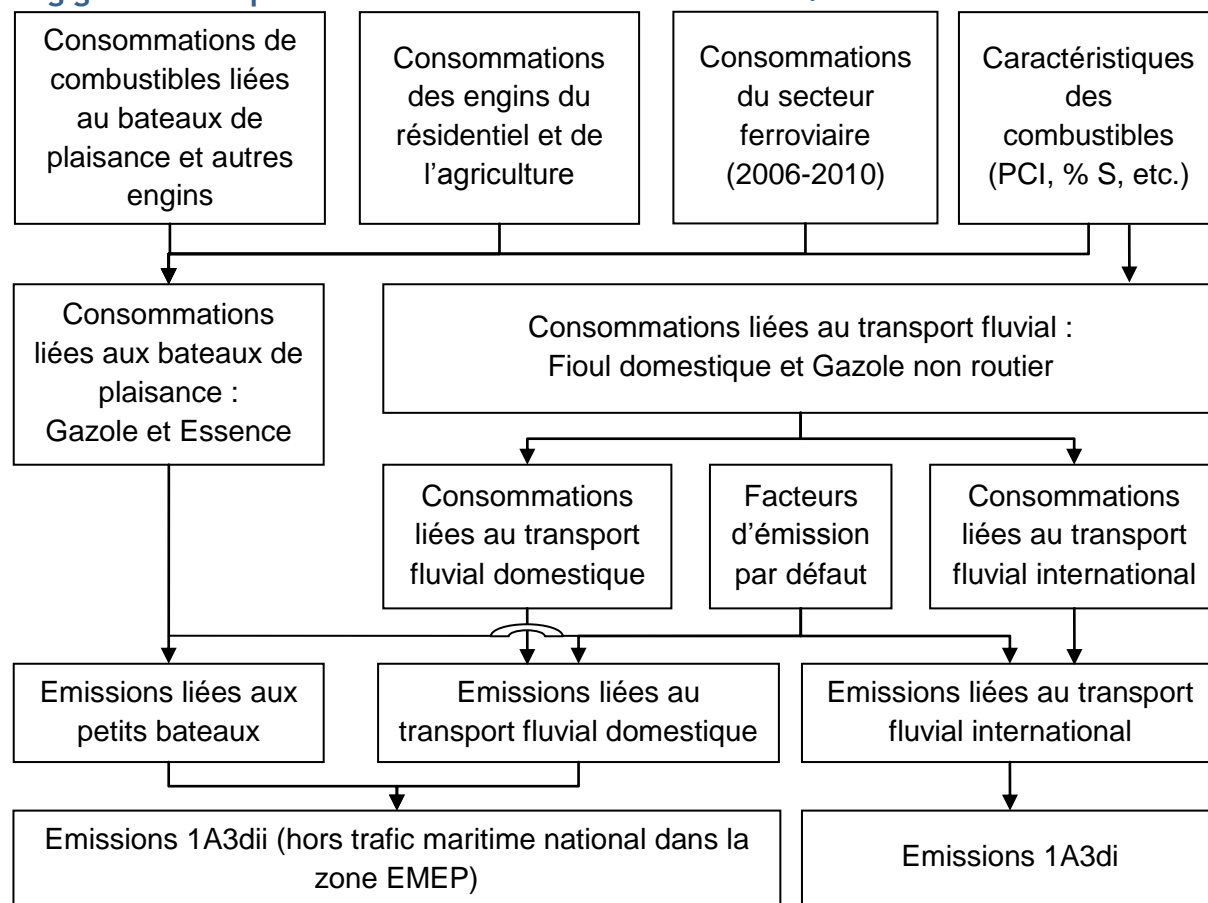 Consommations de
combustibles liées
au bateaux de
plaisance et autres
engins
Consommations
des engins du
résidentiel et de
l’agriculture
Consommations
du secteur
ferroviaire
(2006-2010)
Caractéristiques
des
combustibles
(PCI, % S, etc.)
Consommations
liées aux bateaux de
plaisance :
Gazole et Essence
Consommations liées au transport fluvial :
Fioul domestique et Gazole non routier
Consommations
liées au transport
fluvial domestique
Facteurs
d’émission
par défaut
Consommations
liées au transport
fluvial international
Emissions liées aux
petits bateaux
Emissions liées au
transport fluvial domestique
Emissions liées au transport
fluvial international
Emissions 1A3dii (hors trafic maritime national dans la
zone EMEP)
Emissions 1A3di